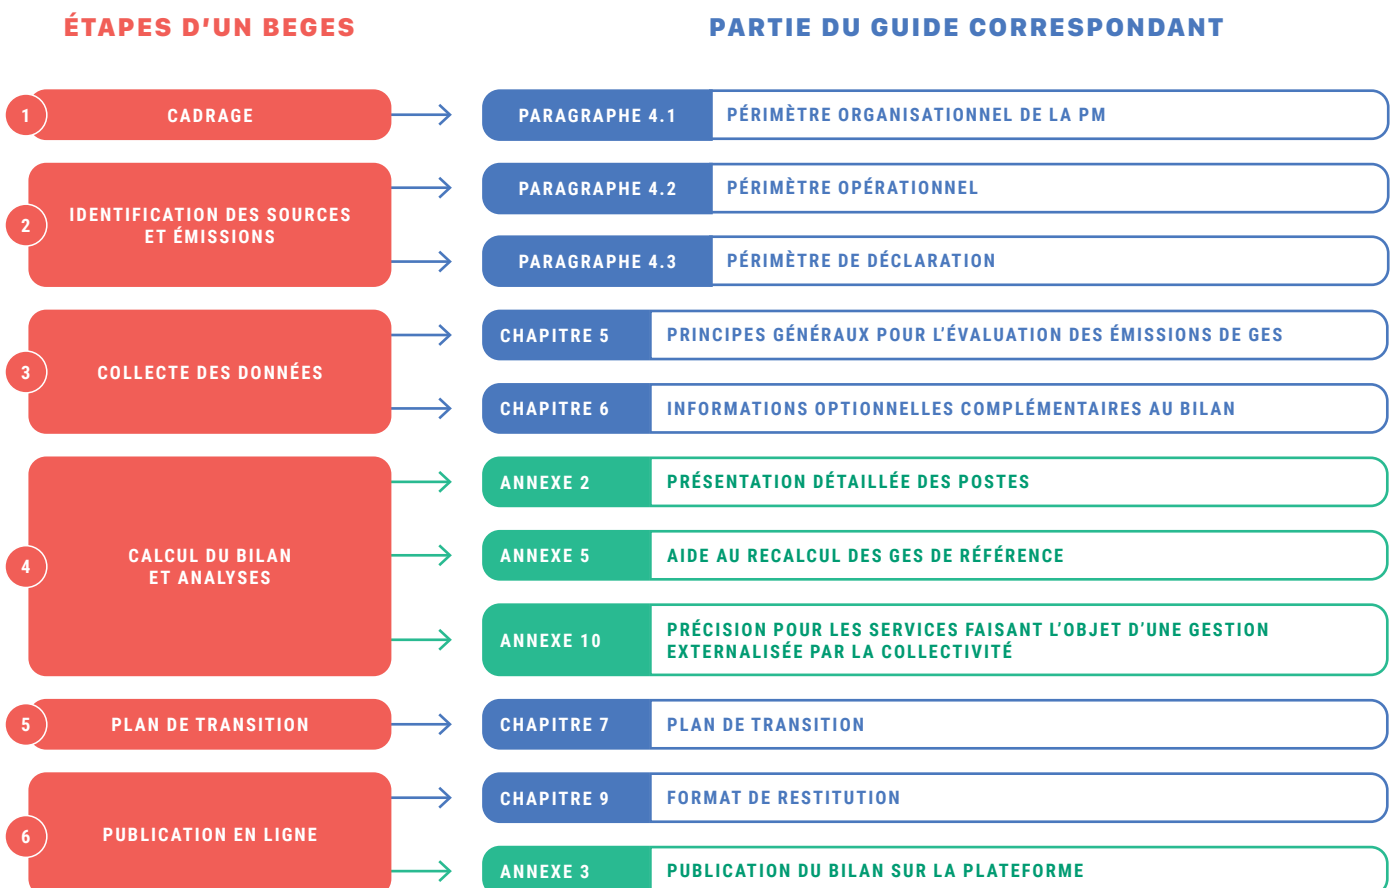 ÉTAPES D'UN BEGES
PARTIE DU GUIDE CORRESPONDANT
1
CADRAGE
PARAGRAPHE 4.1
PÉRIMÈTRE ORGANISATIONNEL DE LA PM
2
IDENTIFICATION DES SOURCES
ET ÉMISSIONS
PARAGRAPHE 4.2
PÉRIMÈTRE OPÉRATIONNEL
PARAGRAPHE 4.3
PÉRIMÈTRE DE DÉCLARATION
3
COLLECTE DES DONNÉES
CHAPITRE 5
PRINCIPES GÉNÉRAUX POUR L'ÉVALUATION DES ÉMISSIONS DE GES
CHAPITRE 6
INFORMATIONS OPTIONNELLES COMPLÉMENTAIRES AU BILAN
4
CALCUL DU BILAN
ET ANALYSES
ANNEXE 2
PRÉSENTATION DÉTAILLÉE DES POSTES
ANNEXE 5
AIDE AU RECALCUL DES GES DE RÉFÉRENCE
ANNEXE 10
PRÉCISION POUR LES SERVICES FAISANT L'OBJET D'UNE GESTION
EXTERNALISÉE PAR LA COLLECTIVITÉ
5
PLAN DE TRANSITION
CHAPITRE 7
PLAN DE TRANSITION
6
PUBLICATION EN LIGNE
CHAPITRE 9
FORMAT DE RESTITUTION
ANNEXE 3
PUBLICATION DU BILAN SUR LA PLATEFORME